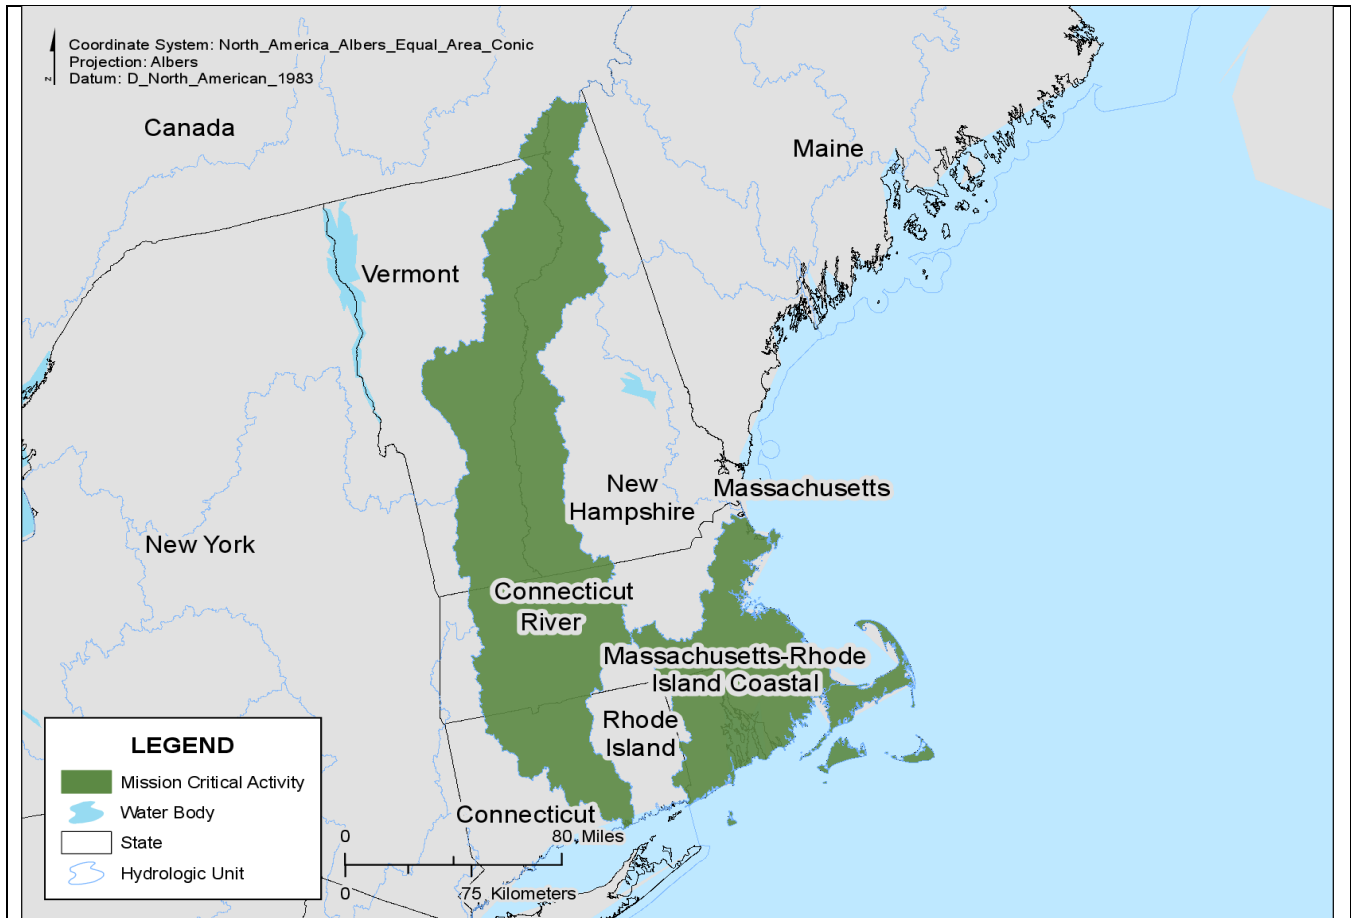 Coordinate System: North_America_Albers_Equal_Area_Conic
Projection: Albers
Datum: D_North_American_1983
N
Canada
Maine
Vermont
New
Hampshire
Massachusetts
New York
Connecticut
River
Massachusetts-Rhode
Island Coastal
Rhode
Island
Connecticut
0
80 Miles
0
75 Kilometers
LEGEND
Mission Critical Activity
Water Body
State
Hydrologic Unit